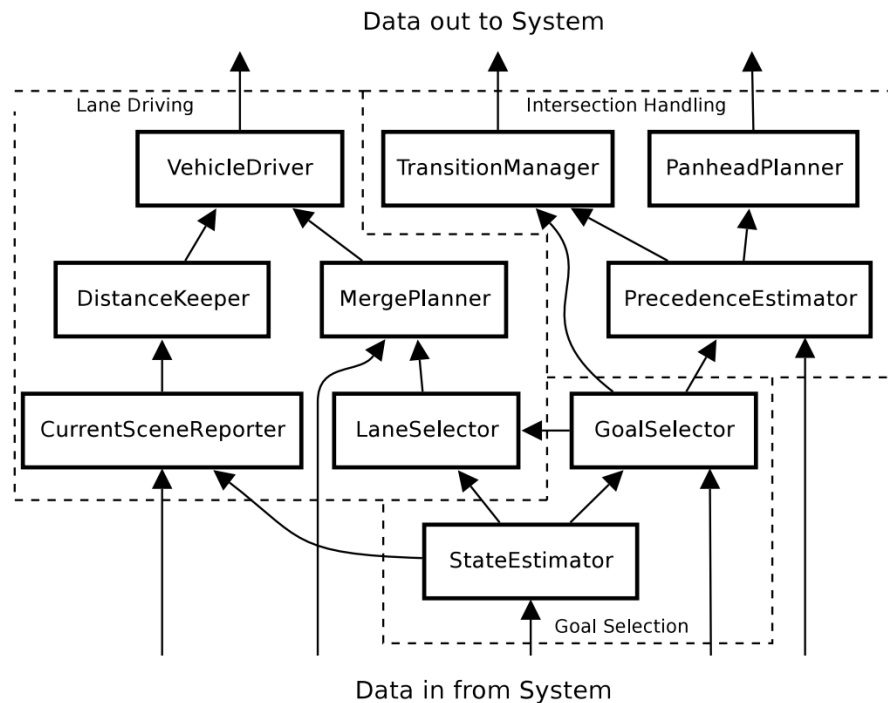 Data out to System
Lane Driving
Intersection Handling
VehicleDriver
TransitionManager
PanheadPlanner
DistanceKeeper
MergePlanner
PrecedenceEstimator
CurrentSceneReporter
LaneSelector
GoalSelector
StateEstimator
Goal Selection
Data in from System